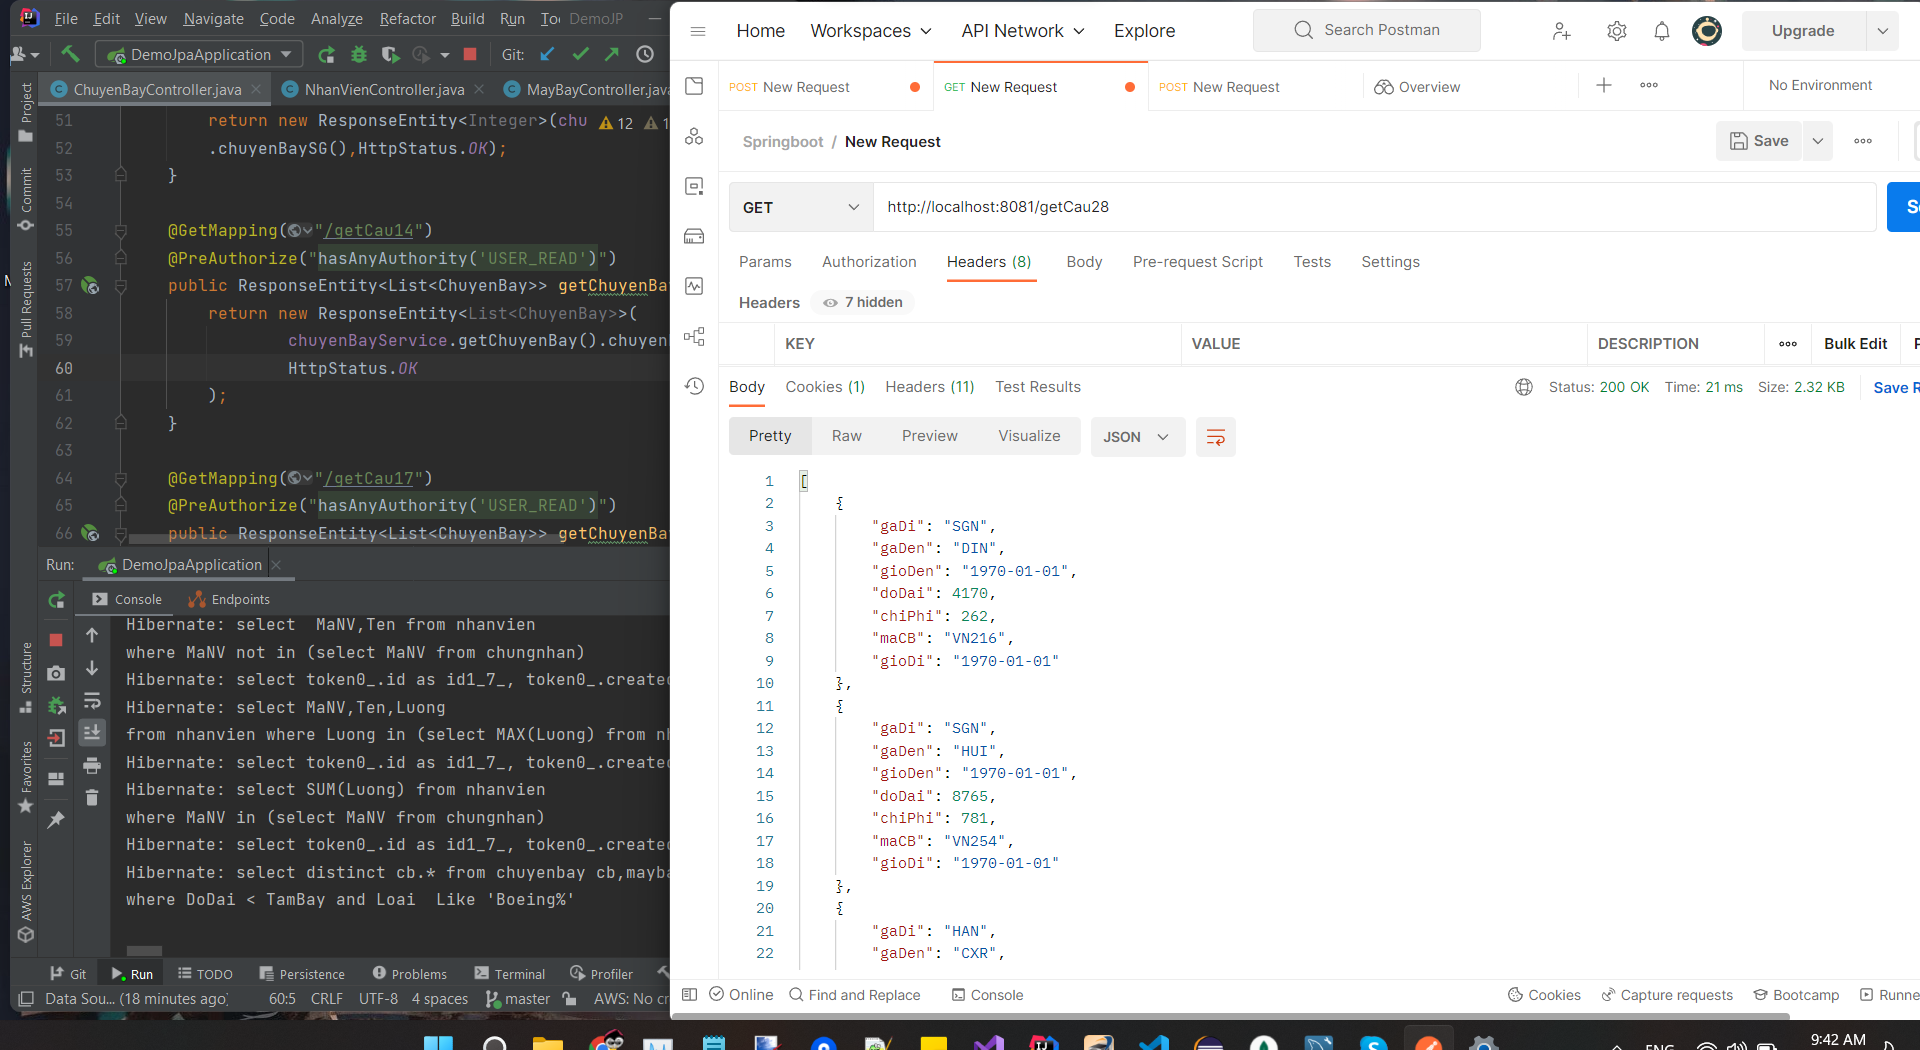 File Edit View Navigate Code Analyze Refactor Build Run DemoJP
DemoJpaApplication Git:
ChuyenBayController.java NhanVienController.java MayBayController.java
Project
Commit
Pull Requests
Structure
Favorites
AWS Explorer
51 return new ResponseEntity<Integer>(chu 12
52 .chuyenBaySG(),HttpStatus.OK);
53 }
54
55 @GetMapping("/getCau14")
56 @PreAuthorize("hasAnyAuthority('USER_READ')")
57 public ResponseEntity<List<ChuyenBay>> getChuyenBa
58 return new ResponseEntity<List<ChuyenBay>>(
59 chuyenBayService.getChuyenBay().chuyen
60 HttpStatus.OK
61 );
62 }
63
64 @GetMapping("/getCau17")
65 @PreAuthorize("hasAnyAuthority('USER_READ')")
66 public ResponseEntity<List<ChuyenBay>> getChuyenBa
Run: DemoJpaApplication
Console Endpoints
Hibernate: select  MaNV,Ten from nhanvien
where MaNV not in (select MaNV from chungnhan)
Hibernate: select token0_.id as id1_7_, token0_.created
Hibernate: select MaNV,Ten,Luong
from nhanvien where Luong in (select MAX(Luong) from nh
Hibernate: select token0_.id as id1_7_, token0_.created
Hibernate: select SUM(Luong) from nhanvien
where MaNV in (select MaNV from chungnhan)
Hibernate: select token0_.id as id1_7_, token0_.created
Hibernate: select distinct cb.* from chuyenbay cb,mayba
where DoDai < TamBay and Loai  Like 'Boeing%'
Git Run TODO Persistence Problems Terminal Profiler
Data Sou... (18 minutes ago) 60:5 CRLF UTF-8 4 spaces master AWS: No cr
Home Workspaces API Network Explore Search Postman Upgrade
POST New Request GET New Request POST New Request Overview No Environment
Springboot / New Request Save
GET http://localhost:8081/getCau28 S
Params Authorization Headers (8) Body Pre-request Script Tests Settings
Headers 7 hidden
KEY VALUE DESCRIPTION Bulk Edit P
Body Cookies (1) Headers (11) Test Results Status: 200 OK Time: 21 ms Size: 2.32 KB Save R
Pretty Raw Preview Visualize JSON
1 [
2 {
3 "gaDi": "SGN",
4 "gaDen": "DIN",
5 "gioDen": "1970-01-01",
6 "doDai": 4170,
7 "chiPhi": 262,
8 "maCB": "VN216",
9 "gioDi": "1970-01-01"
10 },
11 {
12 "gaDi": "SGN",
13 "gaDen": "HUI",
14 "gioDen": "1970-01-01",
15 "doDai": 8765,
16 "chiPhi": 781,
17 "maCB": "VN254",
18 "gioDi": "1970-01-01"
19 },
20 {
21 "gaDi": "HAN",
22 "gaDen": "CXR",
Online Find and Replace Console Cookies Capture requests Bootcamp Runne
ENG 9:42 AM